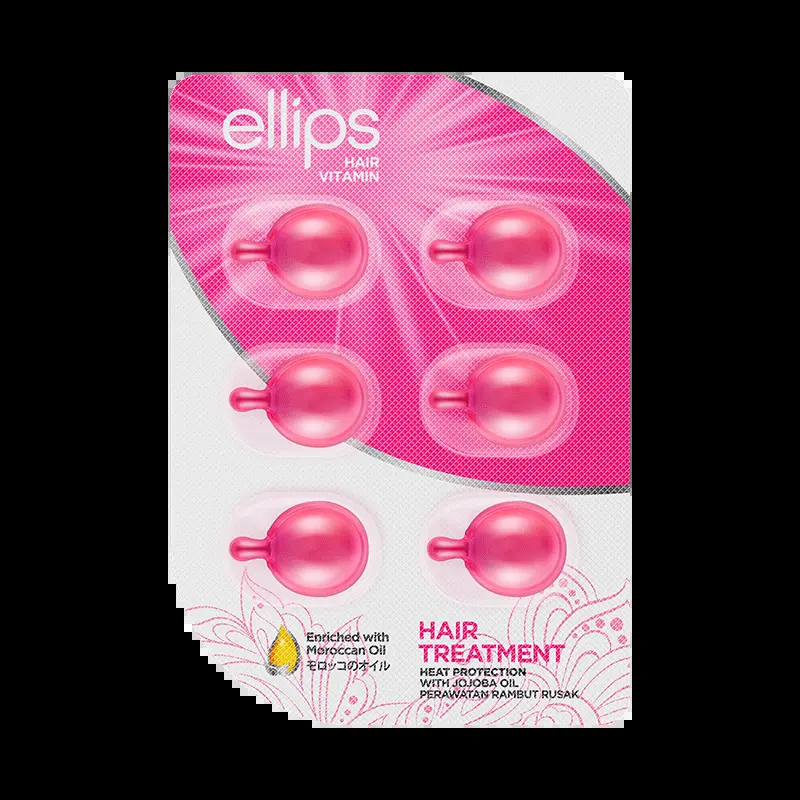 ellips
HAIR
VITAMIN
Enriched with
Moroccan Oil
モロッコのオイル
HAIR
TREATMENT
HEAT PROTECTION
WITH JOJOBA OIL
PERAWATAN RAMBUT RUSAK